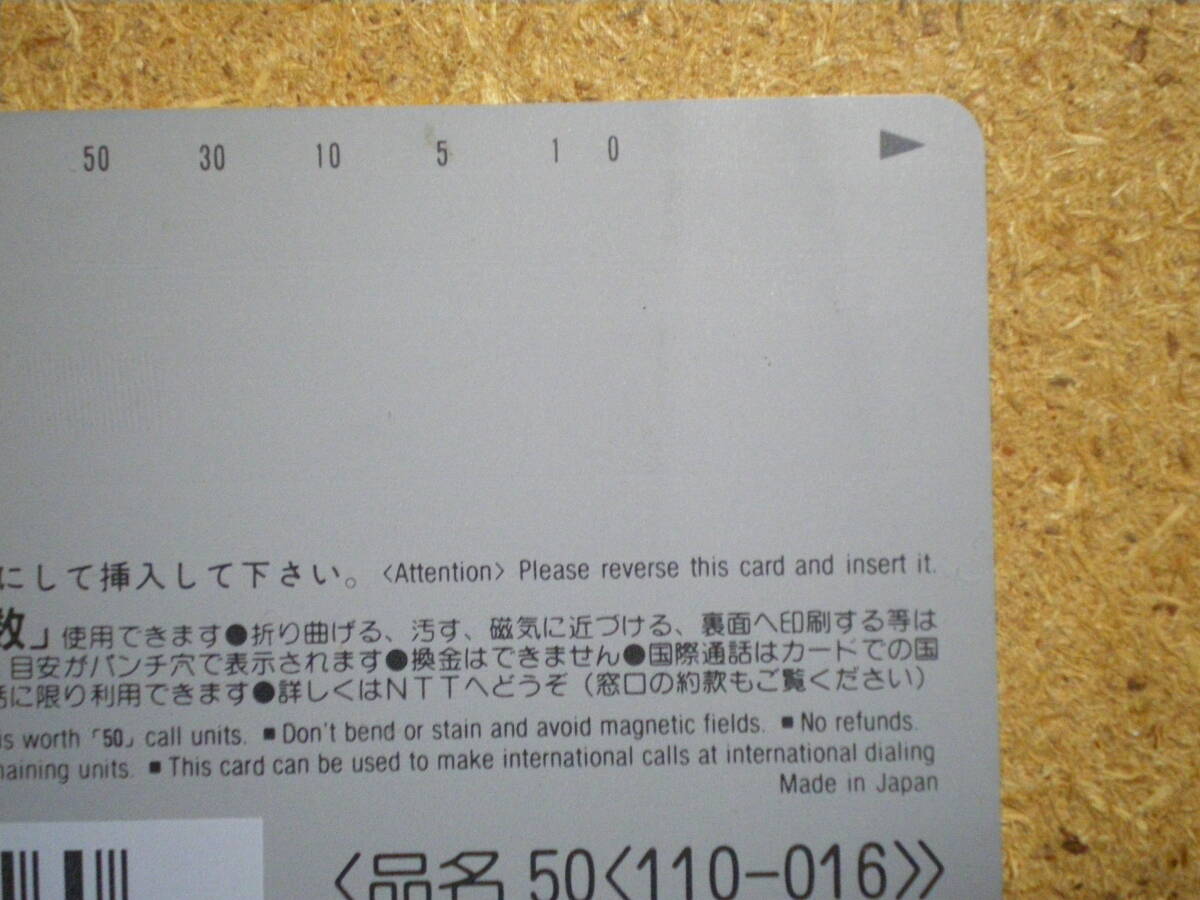 50 30 10 5 1 0
にして挿入して下さい。〈Attention〉 Please reverse this card and insert it.
数」使用できます●折り曲げる、汚す、磁気に近づける、裏面へ印刷する等は
目安がパンチ穴で表示されます●換金はできません●国際通話はカードでの国
話に限り利用できます●詳しくはNTTへどうぞ（窓口の約款もご覧ください）
is worth「50」call units. ■ Don't bend or stain and avoid magnetic fields. ■ No refunds.
maining units. ■ This card can be used to make international calls at international dialing
Made in Japan
〈品名 50〈110-016〉〉